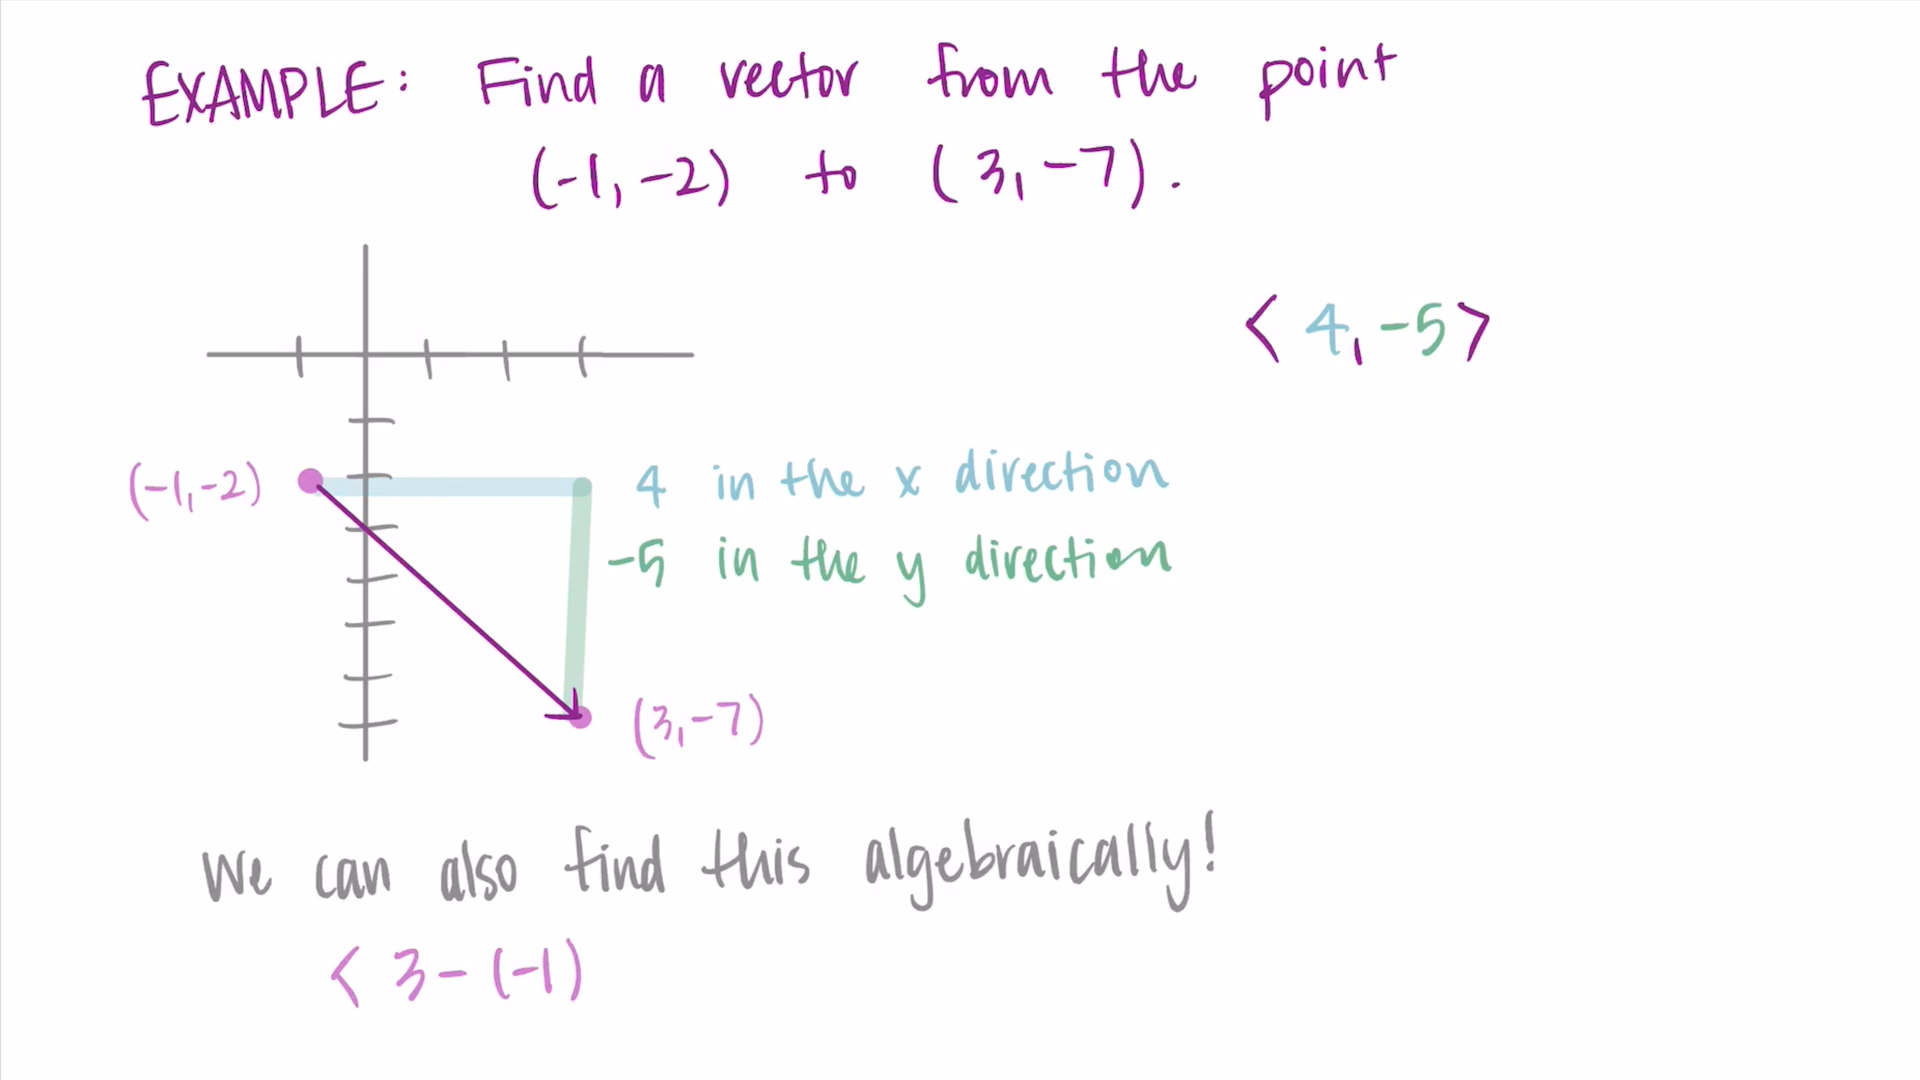 EXAMPLE: Find a vector from the point
(-1,-2) to (3,-7).
<4,-5>
(-1,-2)
4 in the x direction
-5 in the y direction
(3,-7)
We can also find this algebraically!
<3-(-1)